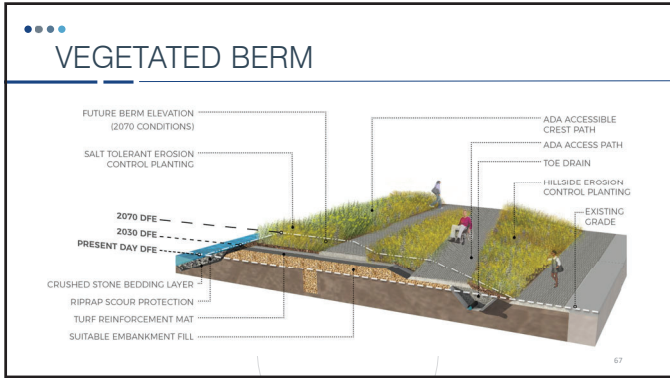 VEGETATED BERM
FUTURE BERM ELEVATION
(2070 CONDITIONS)
SALT TOLERANT EROSION
CONTROL PLANTING
2070 DFE
2030 DFE
PRESENT DAY DFE
CRUSHED STONE BEDDING LAYER
RIPRAP SCOUR PROTECTION
TURF REINFORCEMENT MAT
SUITABLE EMBANKMENT FILL
ADA ACCESSIBLE
CREST PATH
ADA ACCESS PATH
TOE DRAIN
HILLSIDE EROSION
CONTROL PLANTING
EXISTING
GRADE
67